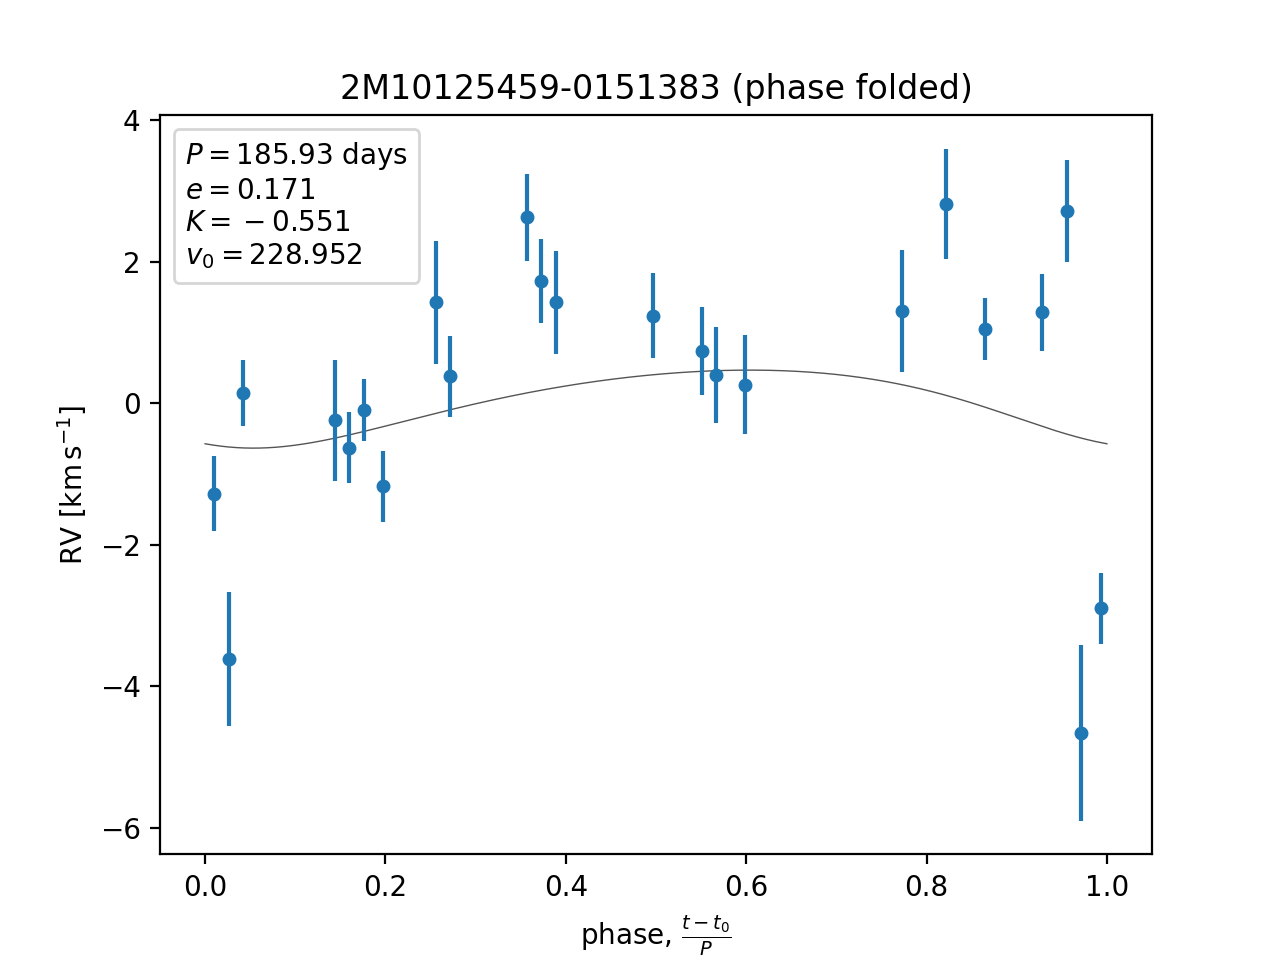 2M10125459-0151383 (phase folded)
P = 185.93 days
e = 0.171
K = −0.551
v₀ = 228.952
4
2
0
−2
−4
−6
RV [km s⁻¹]
0.0 0.2 0.4 0.6 0.8 1.0
phase, (t − t₀)/P